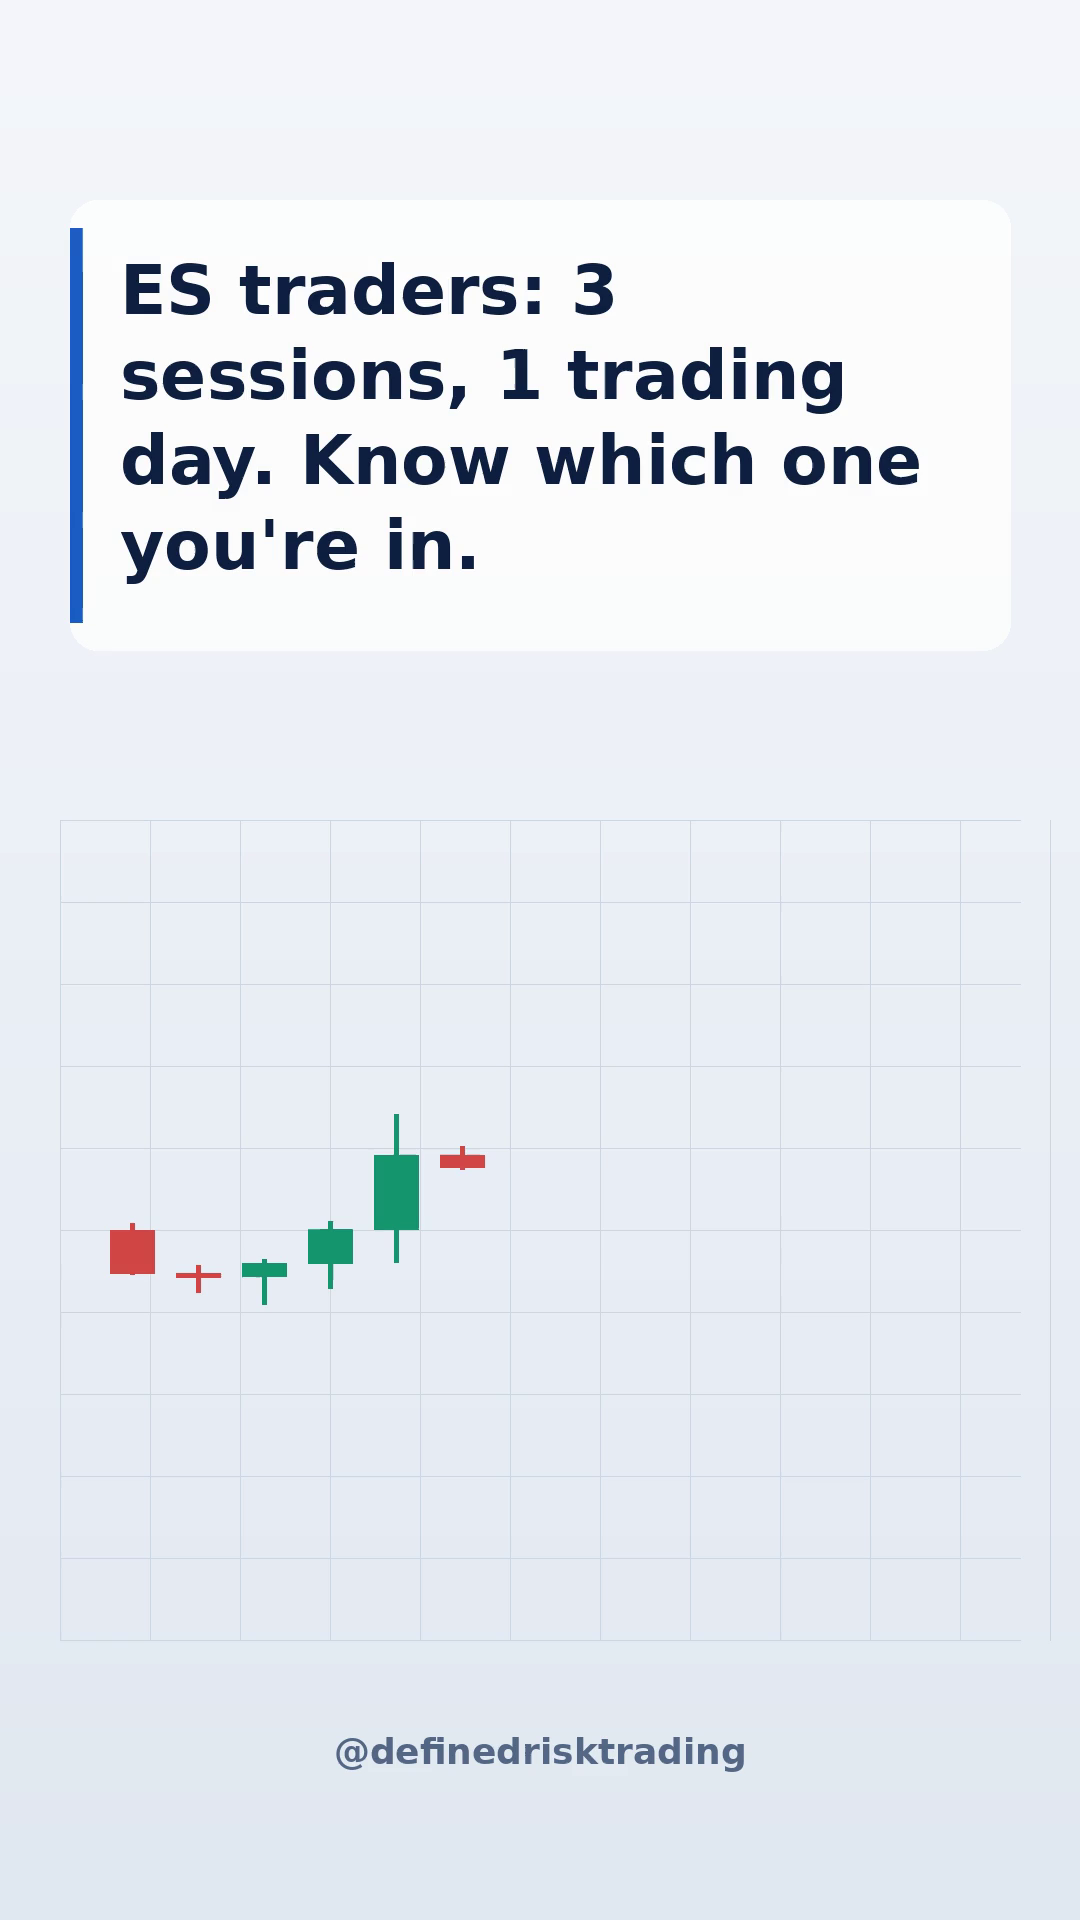 ES traders: 3
sessions, 1 trading
day. Know which one
you're in.
@definedrisktrading